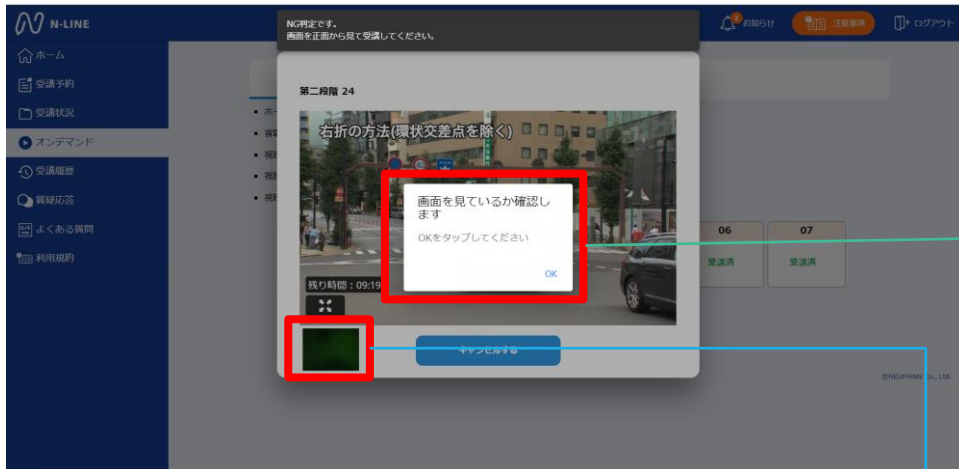 N-LINE
NG判定です。
画面を正面から見て受講してください。
お知らせ
注意事項
ログアウト
ホーム
受講予約
受講状況
オンデマンド
受講履歴
質疑応答
よくある質問
利用規約
第二段階 24
右折の方法(環状交差点を除く)
画面を見ているか確認し
ます
OKをタップしてください
OK
残り時間：09:19
キャンセルする
06
07
受講済
受講済
©NEUMANN Co., Ltd.